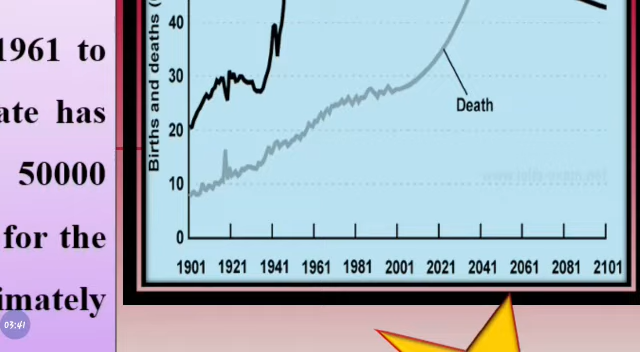 1961 to
ate has
50000
for the
imately
03:41
Births and deaths (
40
30
20
10
0
Death
1901 1921 1941 1961 1981 2001 2021 2041 2061 2081 2101